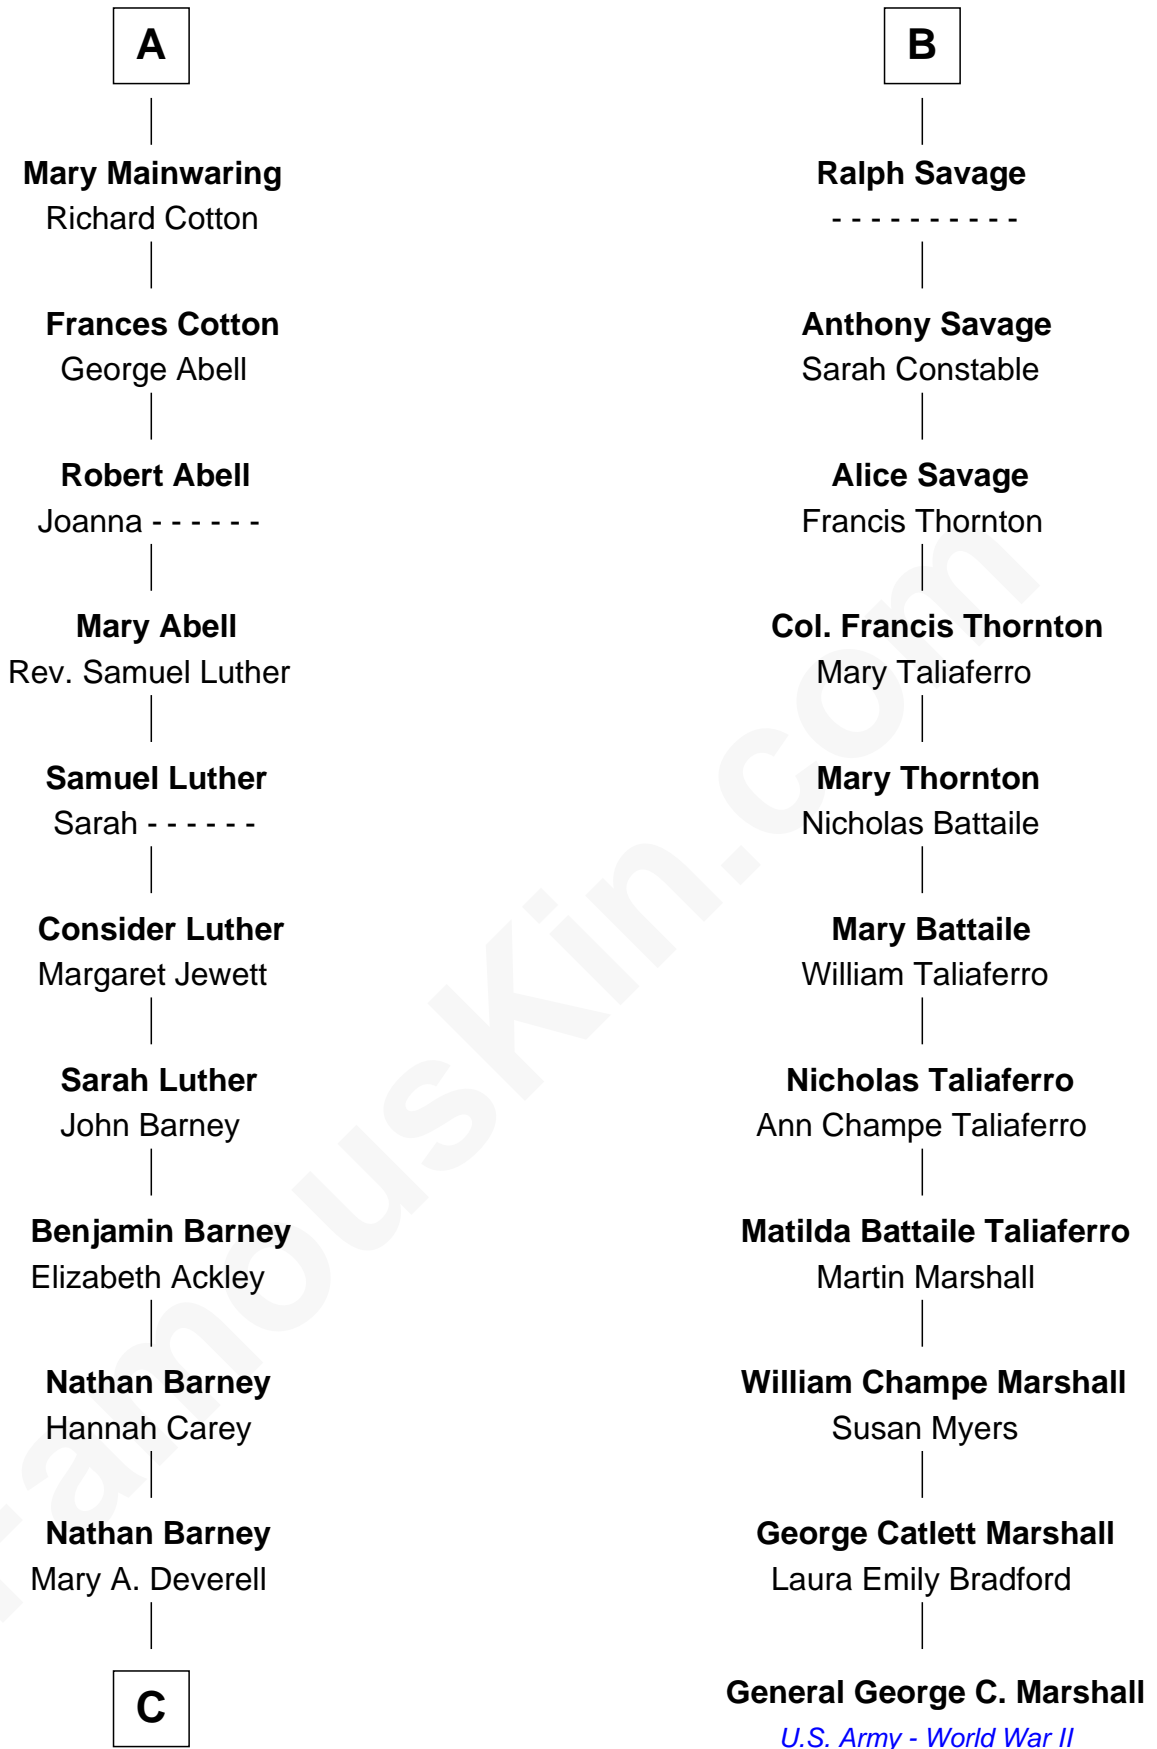 A
Mary Mainwaring
Richard Cotton
Frances Cotton
George Abell
Robert Abell
Joanna - - - - - -
Mary Abell
Rev. Samuel Luther
Samuel Luther
Sarah - - - - - -
Consider Luther
Margaret Jewett
Sarah Luther
John Barney
Benjamin Barney
Elizabeth Ackley
Nathan Barney
Hannah Carey
Nathan Barney
Mary A. Deverell
C
B
Ralph Savage
- - - - - - - - - -
Anthony Savage
Sarah Constable
Alice Savage
Francis Thornton
Col. Francis Thornton
Mary Taliaferro
Mary Thornton
Nicholas Battaile
Mary Battaile
William Taliaferro
Nicholas Taliaferro
Ann Champe Taliaferro
Matilda Battaile Taliaferro
Martin Marshall
William Champe Marshall
Susan Myers
George Catlett Marshall
Laura Emily Bradford
General George C. Marshall
U.S. Army - World War II
FamousKin.com